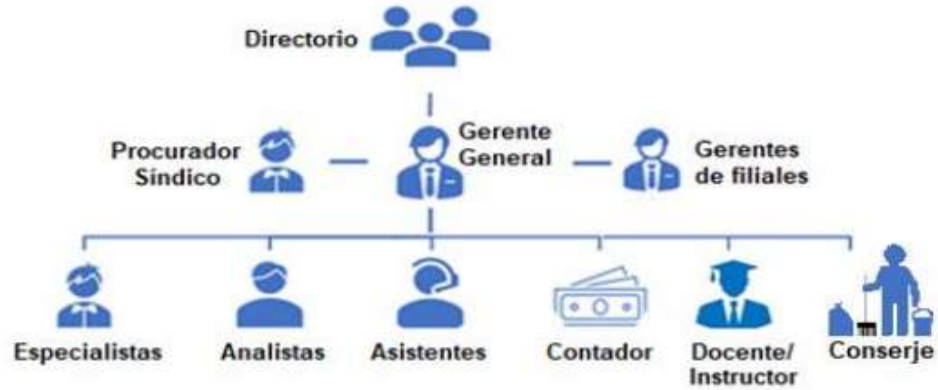 Directorio
Procurador
Síndico
Gerente
General
Gerentes
de filiales
Especialistas
Analistas
Asistentes
Contador
Docente/
Instructor
Conserje